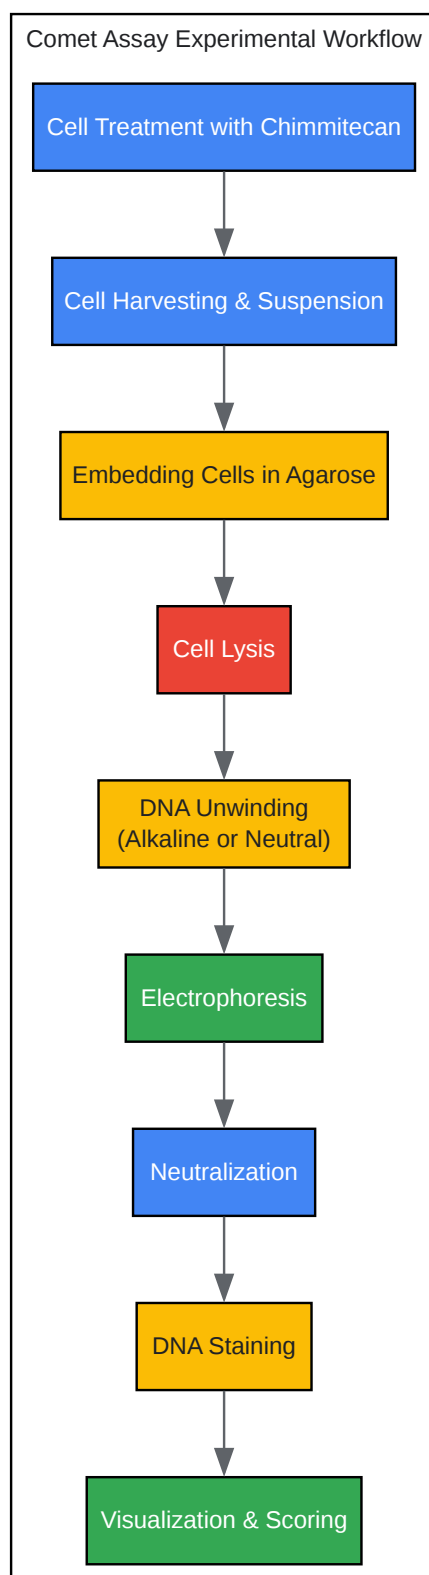 Comet Assay Experimental Workflow
Cell Treatment with Chimmitecan
Cell Harvesting & Suspension
Embedding Cells in Agarose
Cell Lysis
DNA Unwinding
(Alkaline or Neutral)
Electrophoresis
Neutralization
DNA Staining
Visualization & Scoring